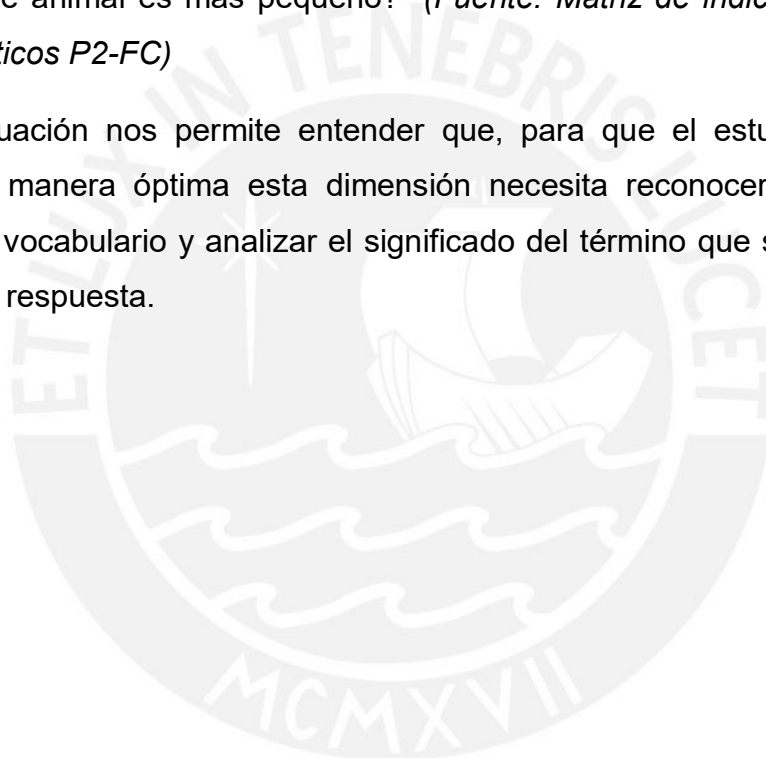 e animal es más pequeño? (Fuente: Matriz de
ticos P2-FC)
uación nos permite entender que, para que el estu
manera óptima esta dimensión necesita reconocer
vocabulario y analizar el significado del término que s
respuesta.
ET LUX IN TENEBRIS LUCET
MCMXVII